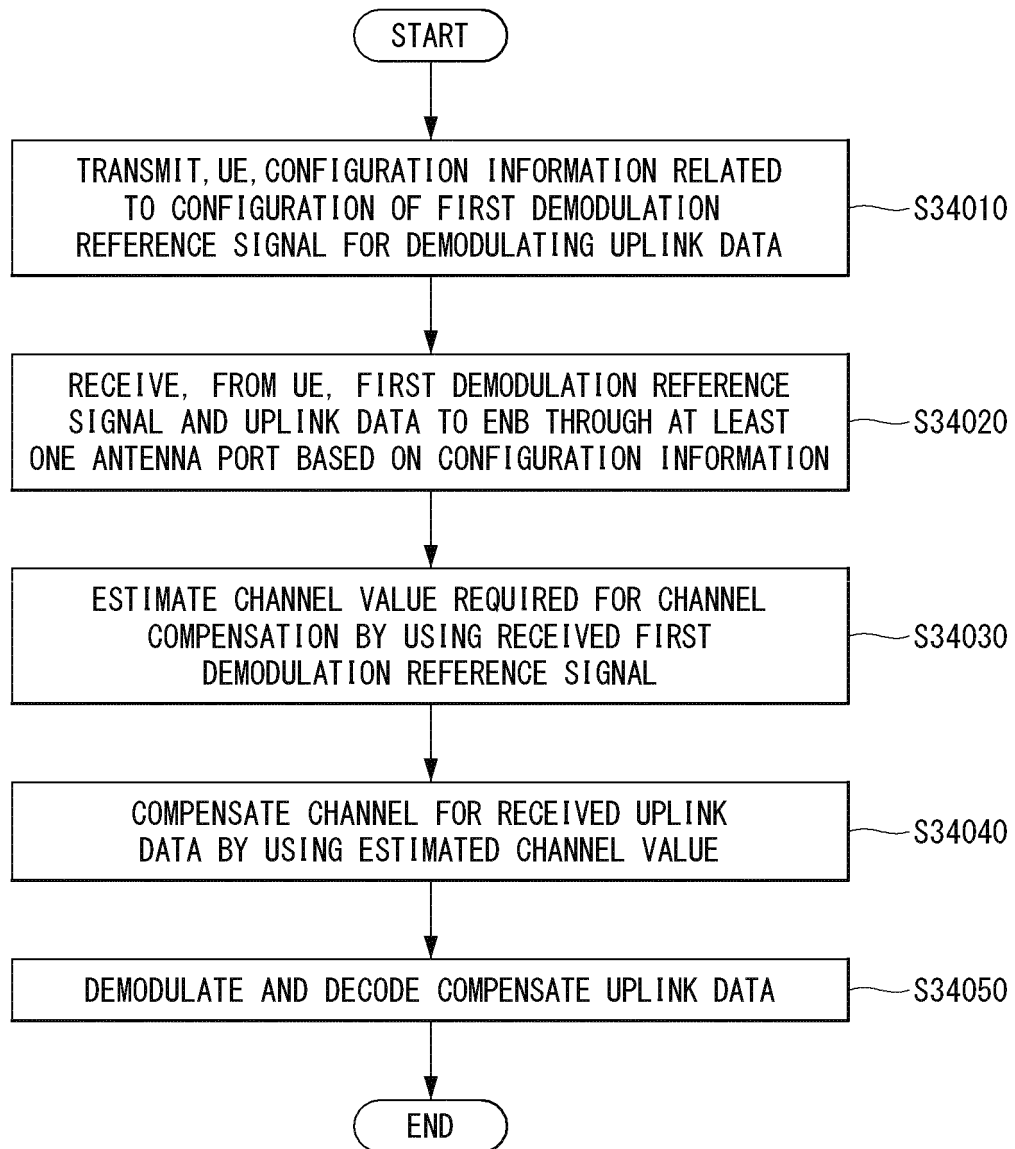 START
TRANSMIT, UE, CONFIGURATION INFORMATION RELATED
TO CONFIGURATION OF FIRST DEMODULATION
REFERENCE SIGNAL FOR DEMODULATING UPLINK DATA
S34010
RECEIVE, FROM UE, FIRST DEMODULATION REFERENCE
SIGNAL AND UPLINK DATA TO ENB THROUGH AT LEAST
ONE ANTENNA PORT BASED ON CONFIGURATION INFORMATION
S34020
ESTIMATE CHANNEL VALUE REQUIRED FOR CHANNEL
COMPENSATION BY USING RECEIVED FIRST
DEMODULATION REFERENCE SIGNAL
S34030
COMPENSATE CHANNEL FOR RECEIVED UPLINK
DATA BY USING ESTIMATED CHANNEL VALUE
S34040
DEMODULATE AND DECODE COMPENSATE UPLINK DATA
S34050
END